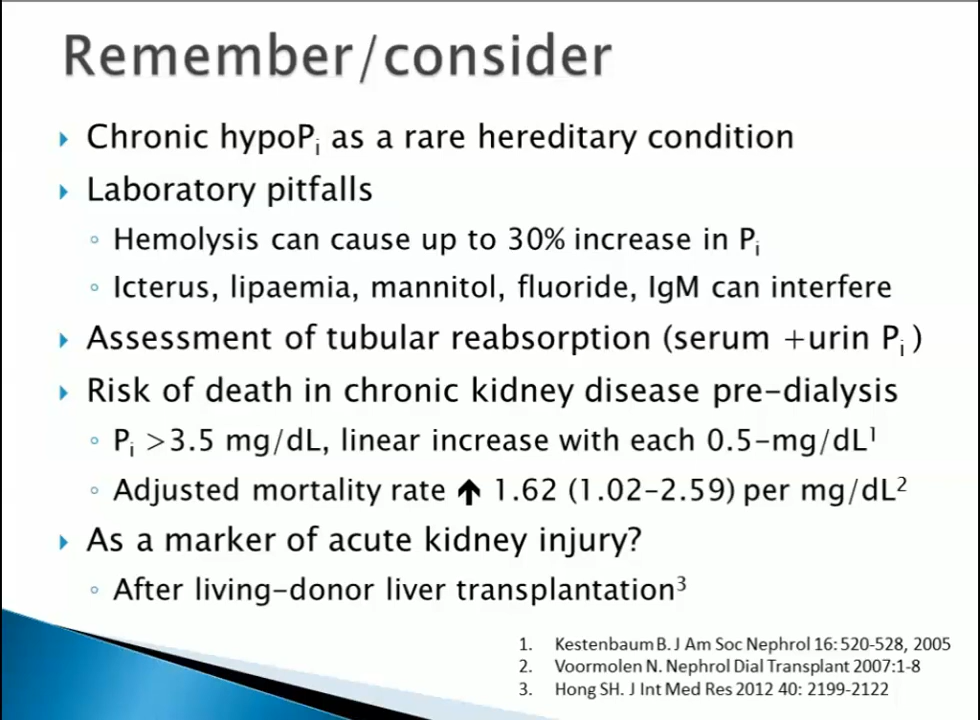 Remember/consider
Chronic hypoPi as a rare hereditary condition
Laboratory pitfalls
Hemolysis can cause up to 30% increase in Pi
Icterus, lipaemia, mannitol, fluoride, IgM can interfere
Assessment of tubular reabsorption (serum +urin Pi )
Risk of death in chronic kidney disease pre-dialysis
Pi >3.5 mg/dL, linear increase with each 0.5-mg/dL¹
Adjusted mortality rate ↑ 1.62 (1.02-2.59) per mg/dL²
As a marker of acute kidney injury?
After living-donor liver transplantation³
1. Kestenbaum B. J Am Soc Nephrol 16: 520-528, 2005
2. Voormolen N. Nephrol Dial Transplant 2007:1-8
3. Hong SH. J Int Med Res 2012 40: 2199-2122